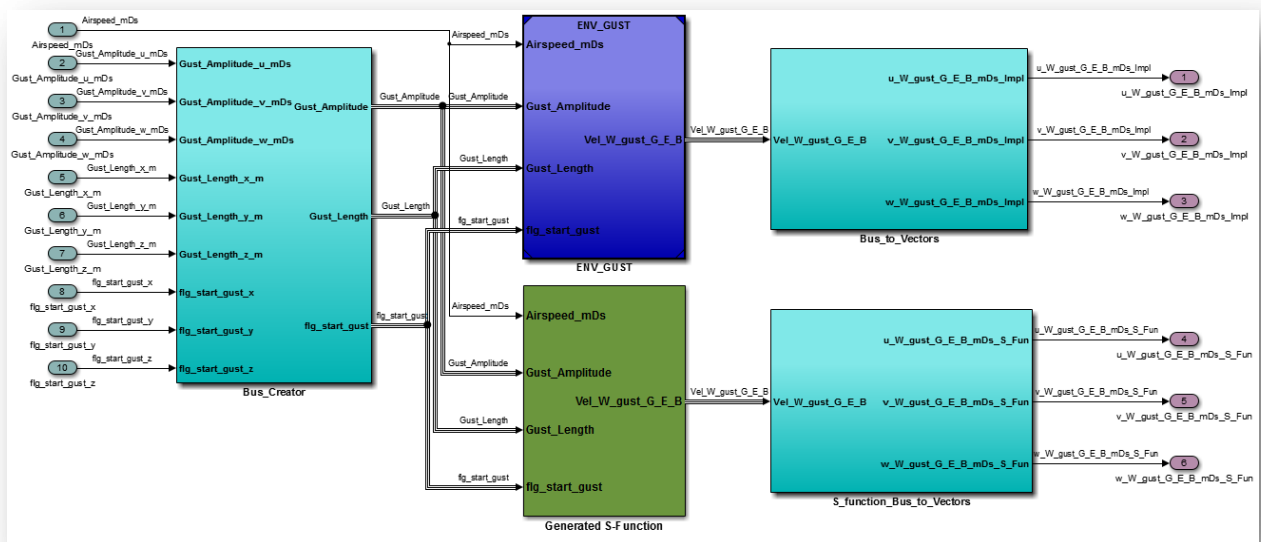 Airspeed_mDs
1
Airspeed_mDs
Gust_Amplitude_u_mDs
2
Gust_Amplitude_u_mDs
Gust_Amplitude_v_mDs
3
Gust_Amplitude_v_mDs
Gust_Amplitude_w_mDs
4
Gust_Amplitude_w_mDs
Gust_Length_x_m
5
Gust_Length_x_m
Gust_Length_y_m
6
Gust_Length_y_m
Gust_Length_z_m
7
Gust_Length_z_m
flg_start_gust_x
8
flg_start_gust_x
flg_start_gust_y
9
flg_start_gust_y
flg_start_gust_z
10
flg_start_gust_z
Gust_Amplitude_u_mDs
Gust_Amplitude_v_mDs
Gust_Amplitude_w_mDs
Gust_Length_x_m
Gust_Length_y_m
Gust_Length_z_m
flg_start_gust_x
flg_start_gust_y
flg_start_gust_z
Gust_Amplitude
Gust_Length
flg_start_gust
Bus_Creator
Gust_Amplitude
Gust_Length
flg_start_gust
Airspeed_mDs
Gust_Amplitude
Gust_Length
flg_start_gust
ENV_GUST
Airspeed_mDs
Gust_Amplitude
Gust_Length
flg_start_gust
Vel_W_gust_G_E_B
ENV_GUST
Vel_W_gust_G_E_B
Vel_W_gust_G_E_B
u_W_gust_G_E_B_mDs_Impl
v_W_gust_G_E_B_mDs_Impl
w_W_gust_G_E_B_mDs_Impl
Bus_to_Vectors
u_W_gust_G_E_B_mDs_Impl
1
u_W_gust_G_E_B_mDs_Impl
v_W_gust_G_E_B_mDs_Impl
2
v_W_gust_G_E_B_mDs_Impl
w_W_gust_G_E_B_mDs_Impl
3
w_W_gust_G_E_B_mDs_Impl
Airspeed_mDs
Gust_Amplitude
Gust_Length
flg_start_gust
Airspeed_mDs
Gust_Amplitude
Gust_Length
flg_start_gust
Vel_W_gust_G_E_B
Generated S-Function
Vel_W_gust_G_E_B
Vel_W_gust_G_E_B
u_W_gust_G_E_B_mDs_S_Fun
v_W_gust_G_E_B_mDs_S_Fun
w_W_gust_G_E_B_mDs_S_Fun
S_function_Bus_to_Vectors
u_W_gust_G_E_B_mDs_S_Fun
4
u_W_gust_G_E_B_mDs_S_Fun
v_W_gust_G_E_B_mDs_S_Fun
5
v_W_gust_G_E_B_mDs_S_Fun
w_W_gust_G_E_B_mDs_S_Fun
6
w_W_gust_G_E_B_mDs_S_Fun